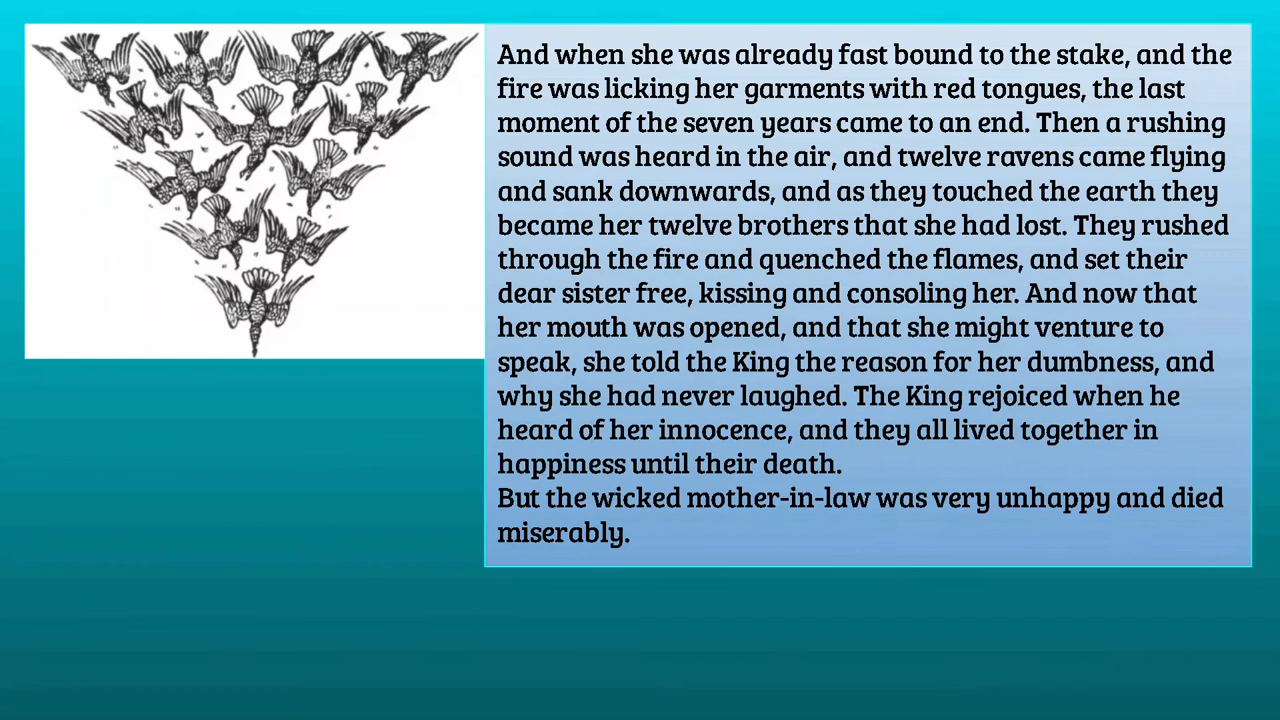 And when she was already fast bound to the stake, and the
fire was licking her garments with red tongues, the last
moment of the seven years came to an end. Then a rushing
sound was heard in the air, and twelve ravens came flying
and sank downwards, and as they touched the earth they
became her twelve brothers that she had lost. They rushed
through the fire and quenched the flames, and set their
dear sister free, kissing and consoling her. And now that
her mouth was opened, and that she might venture to
speak, she told the King the reason for her dumbness, and
why she had never laughed. The King rejoiced when he
heard of her innocence, and they all lived together in
happiness until their death.
But the wicked mother-in-law was very unhappy and died
miserably.